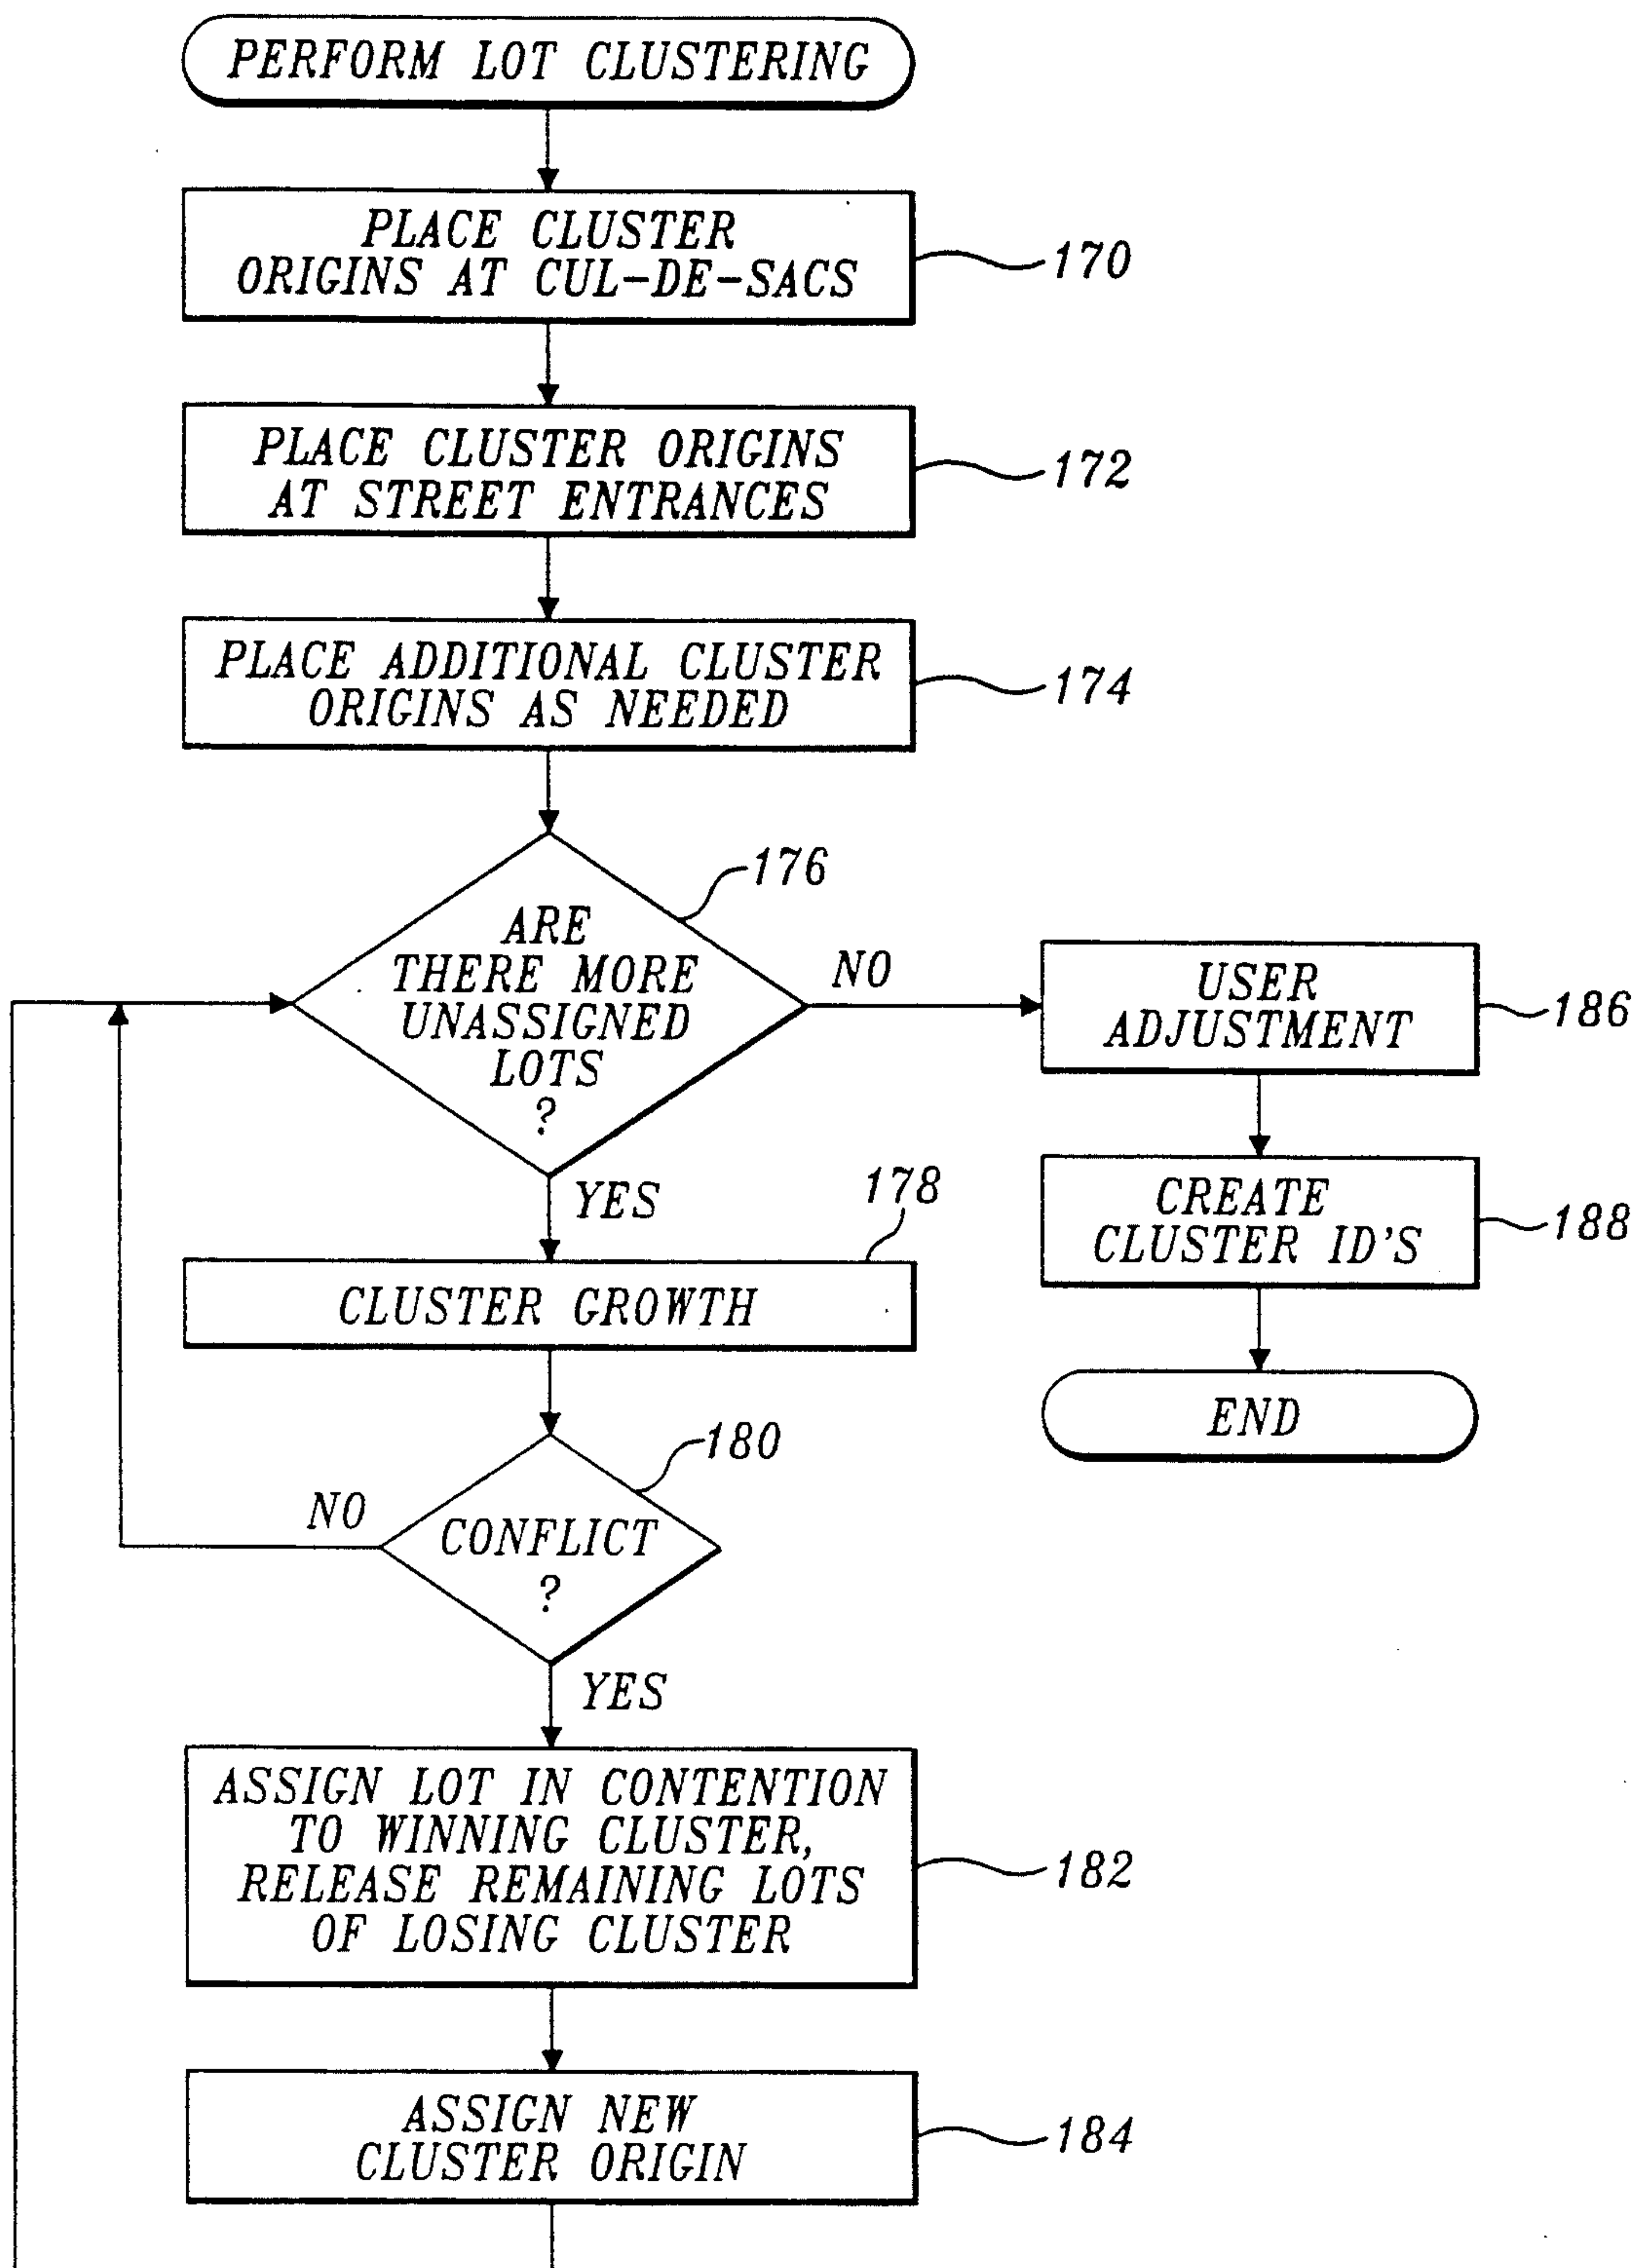 PERFORM LOT CLUSTERING
PLACE CLUSTER
ORIGINS AT CUL-DE-SACS
170
PLACE CLUSTER ORIGINS
AT STREET ENTRANCES
172
PLACE ADDITIONAL CLUSTER
ORIGINS AS NEEDED
174
176
ARE
THERE MORE
UNASSIGNED
LOTS
?
NO
YES
USER
ADJUSTMENT
186
CREATE
CLUSTER ID'S
188
END
178
CLUSTER GROWTH
180
CONFLICT
?
NO
YES
ASSIGN LOT IN CONTENTION
TO WINNING CLUSTER,
RELEASE REMAINING LOTS
OF LOSING CLUSTER
182
ASSIGN NEW
CLUSTER ORIGIN
184